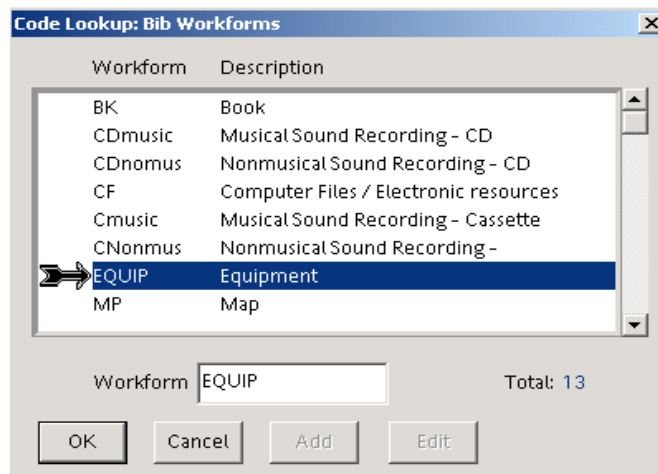 Code Lookup: Bib Workforms
Workform Description
BK Book
CDmusic Musical Sound Recording - CD
CDnomus Nonmusical Sound Recording - CD
CF Computer Files / Electronic resources
Cmusic Musical Sound Recording - Cassette
CNonmus Nonmusical Sound Recording -
EQUIP Equipment
MP Map
Workform EQUIP Total: 13
OK Cancel Add Edit